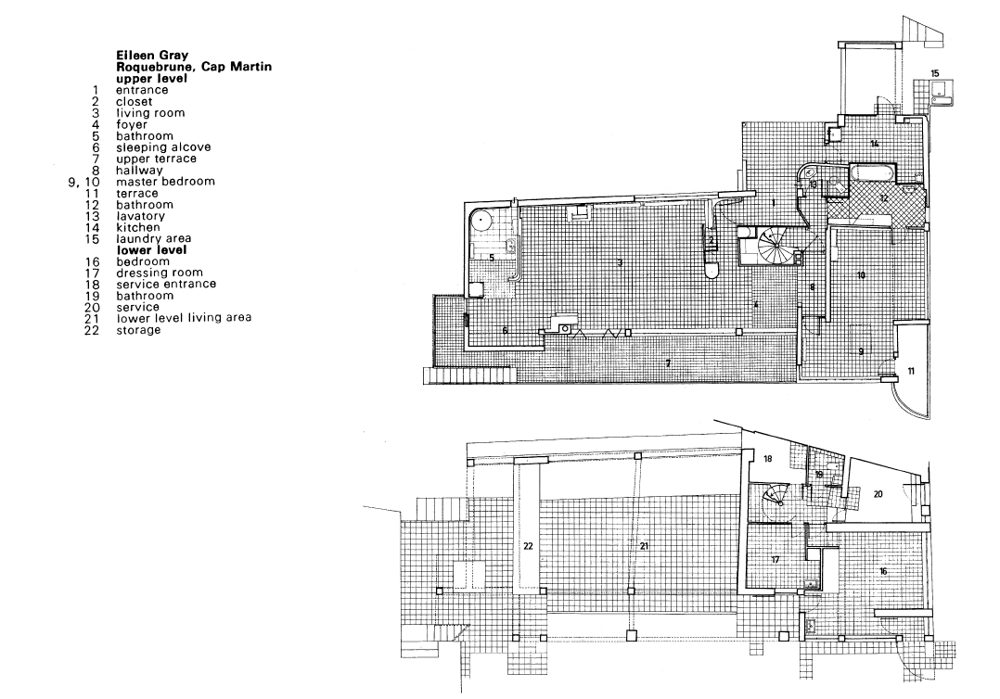 Eileen Gray
Roquebrune, Cap Martin
upper level
1 entrance
2 closet
3 living room
4 foyer
5 bathroom
6 sleeping alcove
7 upper terrace
8 hallway
9, 10 master bedroom
11 terrace
12 bathroom
13 lavatory
14 kitchen
15 laundry area
lower level
16 bedroom
17 dressing room
18 service entrance
19 bathroom
20 service
21 lower level living area
22 storage
15
14
13
12
1
2
5
3
10
4
8
6
9
7
11
18
19
20
22
21
17
16